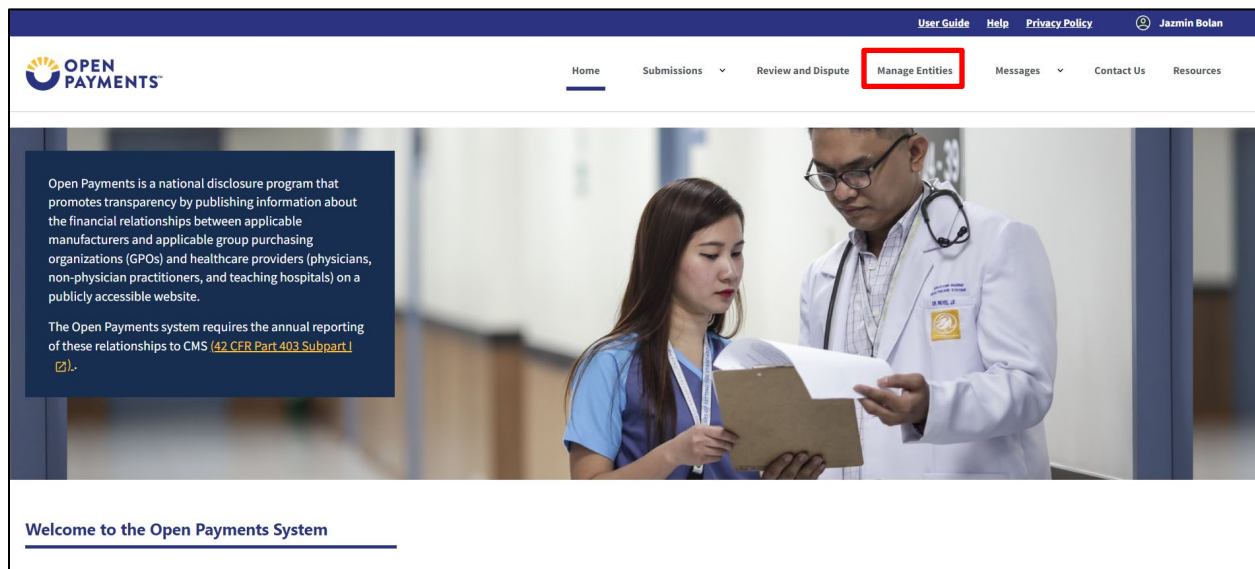 User Guide Help Privacy Policy Jazmin Bolan
OPEN
PAYMENTS™
Home Submissions Review and Dispute Manage Entities Messages Contact Us Resources
Open Payments is a national disclosure program that
promotes transparency by publishing information about
the financial relationships between applicable
manufacturers and applicable group purchasing
organizations (GPOs) and healthcare providers (physicians,
non-physician practitioners, and teaching hospitals) on a
publicly accessible website.
The Open Payments system requires the annual reporting
of these relationships to CMS (42 CFR Part 403 Subpart I
).
Welcome to the Open Payments System